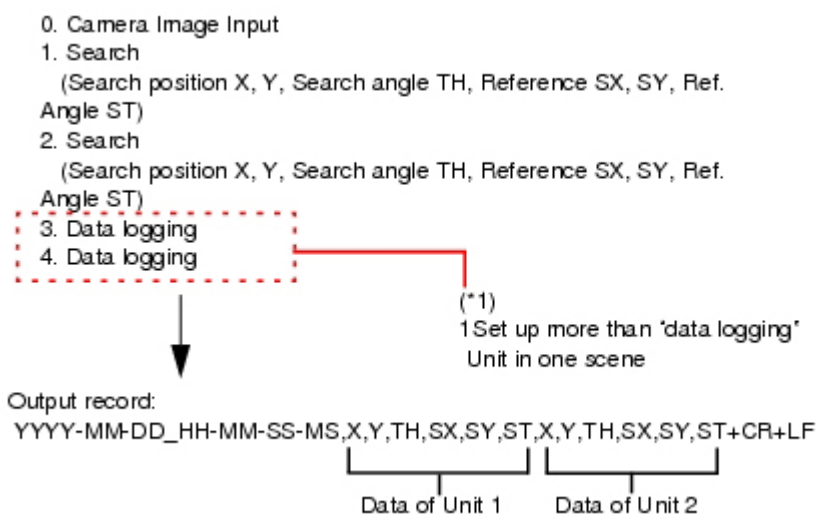 0. Camera Image Input
1. Search
(Search position X, Y, Search angle TH, Reference SX, SY, Ref.
Angle ST)
2. Search
(Search position X, Y, Search angle TH, Reference SX, SY, Ref.
Angle ST)
3. Data logging
4. Data logging
(*1)
1Set up more than "data logging"
Unit in one scene
Output record:
YYYY-MM-DD_HH-MM-SS-MS,X,Y,TH,SX,SY,ST,X,Y,TH,SX,SY,ST+CR+LF
Data of Unit 1
Data of Unit 2